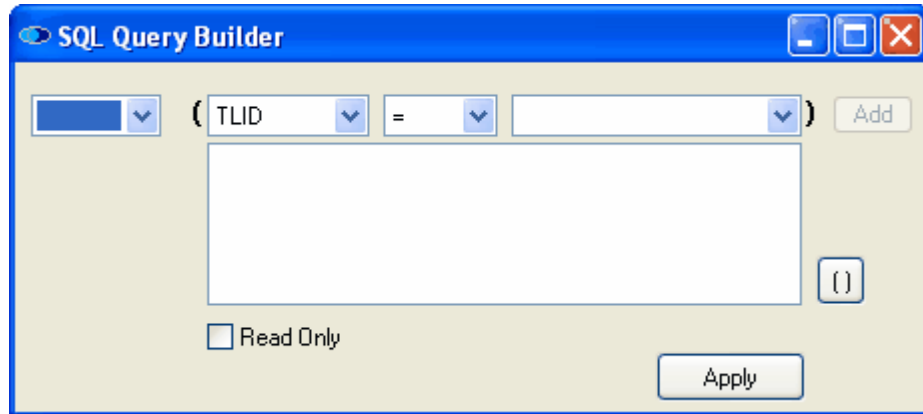 SQL Query Builder
( TLID = ) Add
()
Read Only
Apply